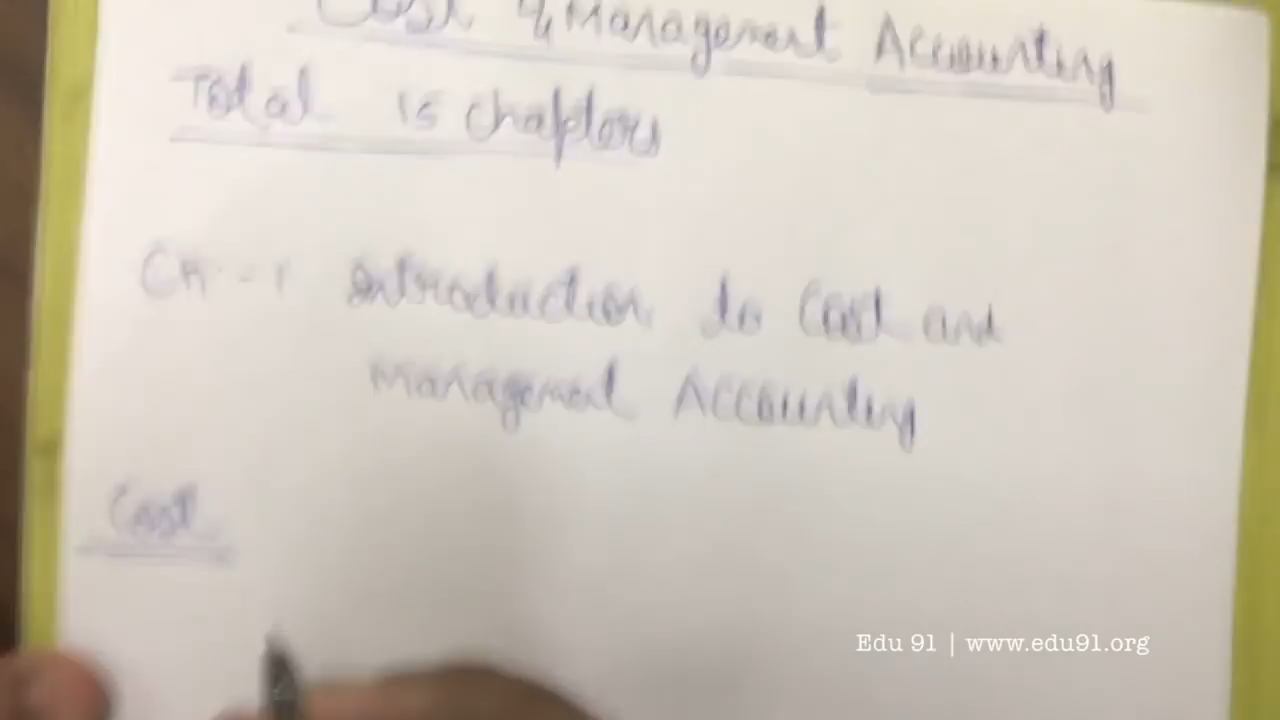 Cost & Management Accounting
Total 15 chapters
Ch - 1 introduction to Cost and
Management Accounting
Cost
Edu 91 | www.edu91.org